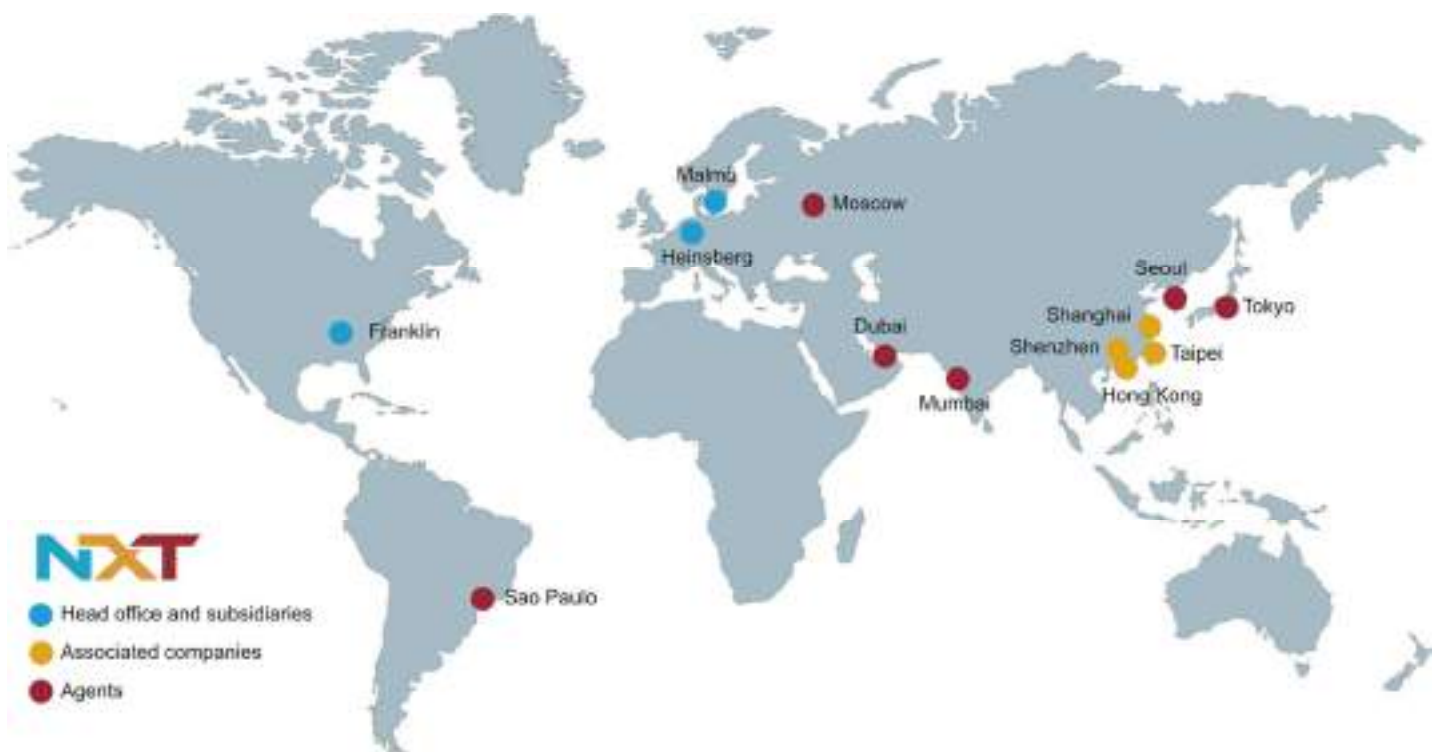 Malmö
Moscow
Heinsberg
Seoul
Franklin
Shanghai
Tokyo
Dubai
Shenzhen
Taipei
Mumbai
Hong Kong
NXT
Sao Paulo
Head office and subsidiaries
Associated companies
Agents